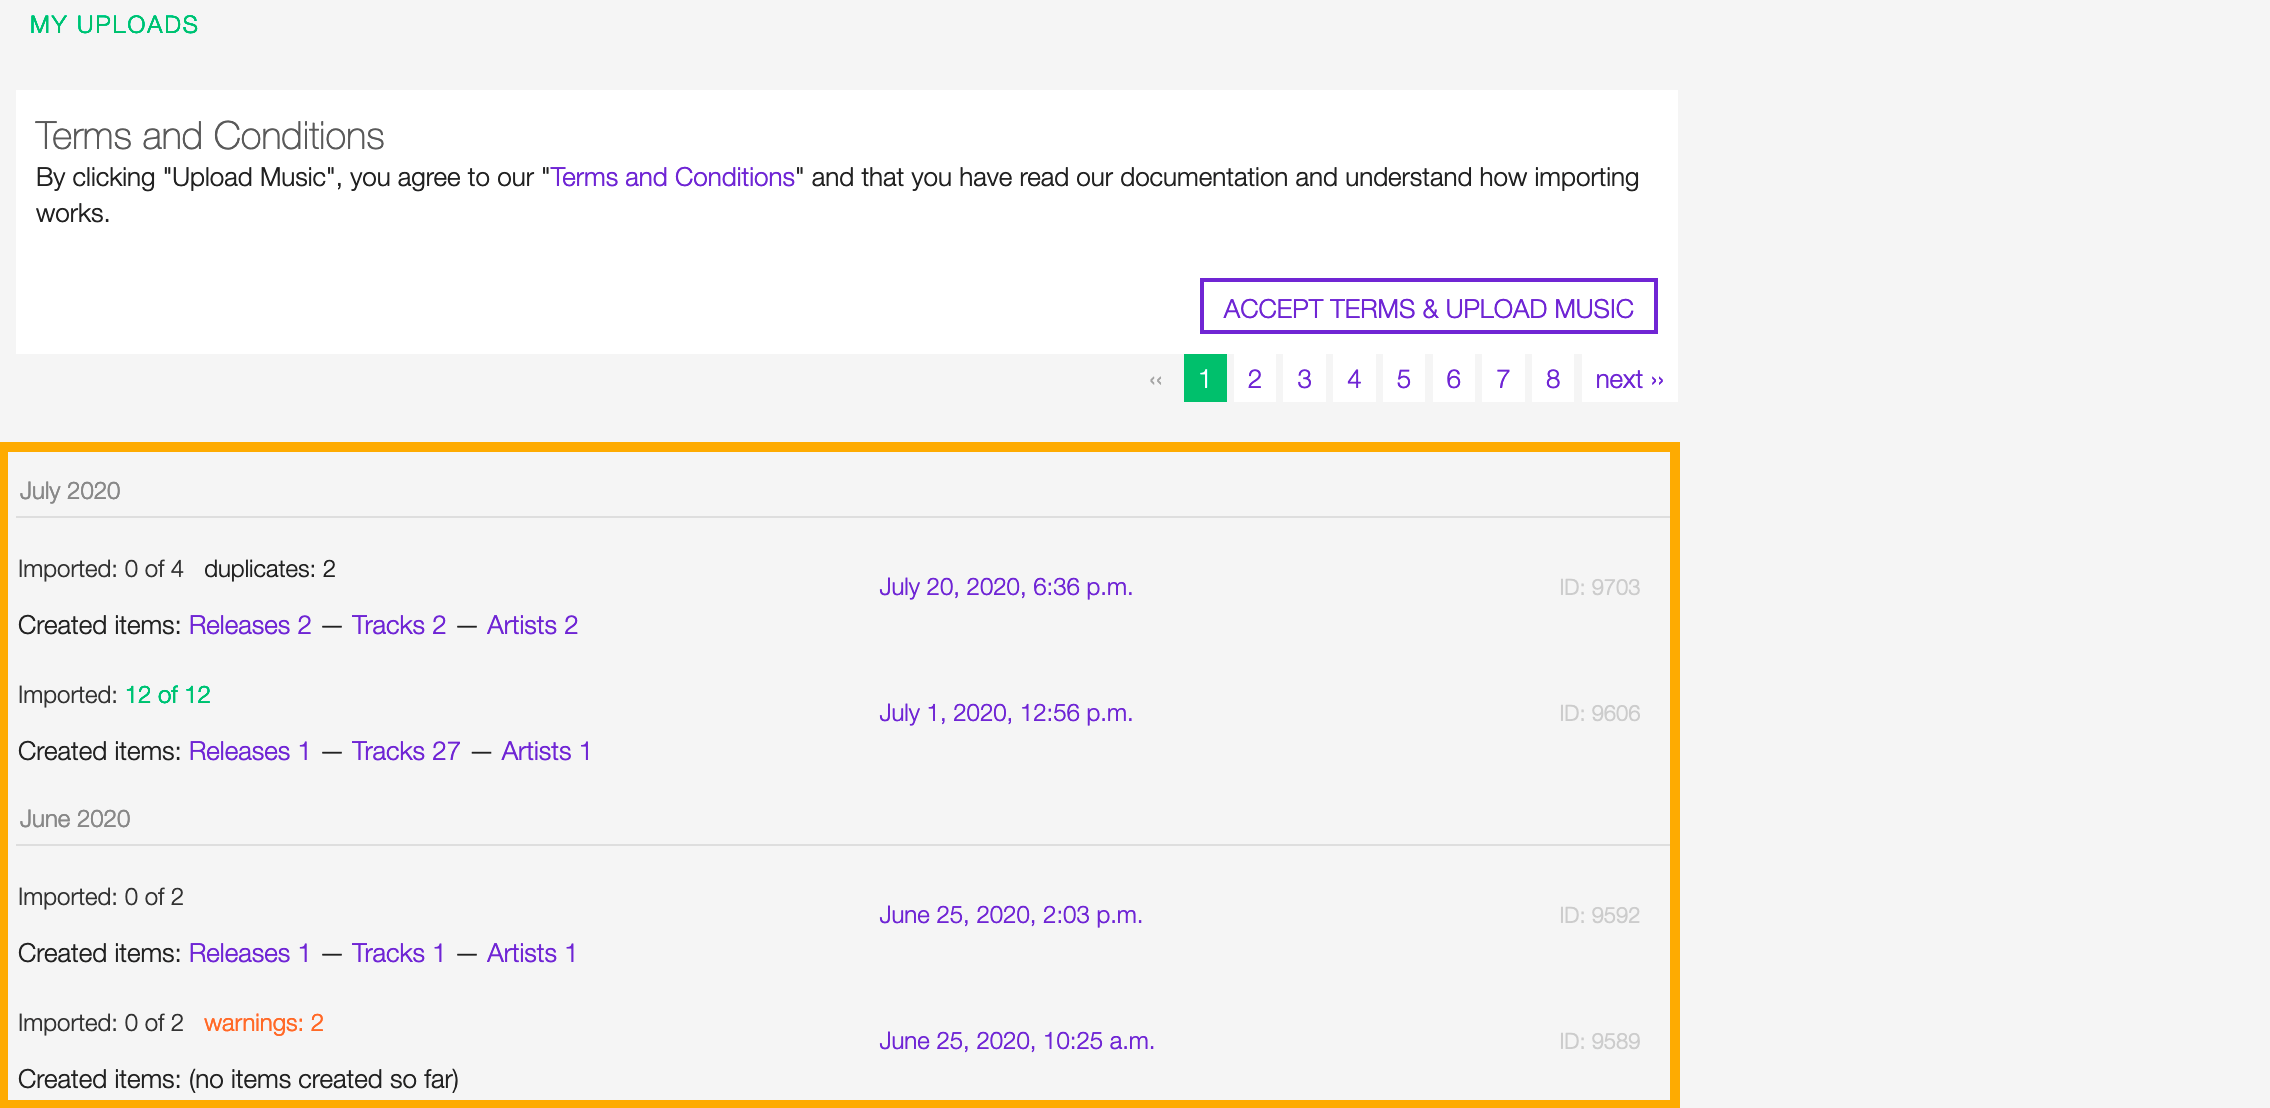 MY UPLOADS
Terms and Conditions
By clicking "Upload Music", you agree to our "Terms and Conditions" and that you have read our documentation and understand how importing
works.
ACCEPT TERMS & UPLOAD MUSIC
‹‹ 1 2 3 4 5 6 7 8 next ››
July 2020
Imported: 0 of 4 duplicates: 2
July 20, 2020, 6:36 p.m.
ID: 9703
Created items: Releases 2 — Tracks 2 — Artists 2
Imported: 12 of 12
July 1, 2020, 12:56 p.m.
ID: 9606
Created items: Releases 1 — Tracks 27 — Artists 1
June 2020
Imported: 0 of 2
June 25, 2020, 2:03 p.m.
ID: 9592
Created items: Releases 1 — Tracks 1 — Artists 1
Imported: 0 of 2 warnings: 2
June 25, 2020, 10:25 a.m.
ID: 9589
Created items: (no items created so far)